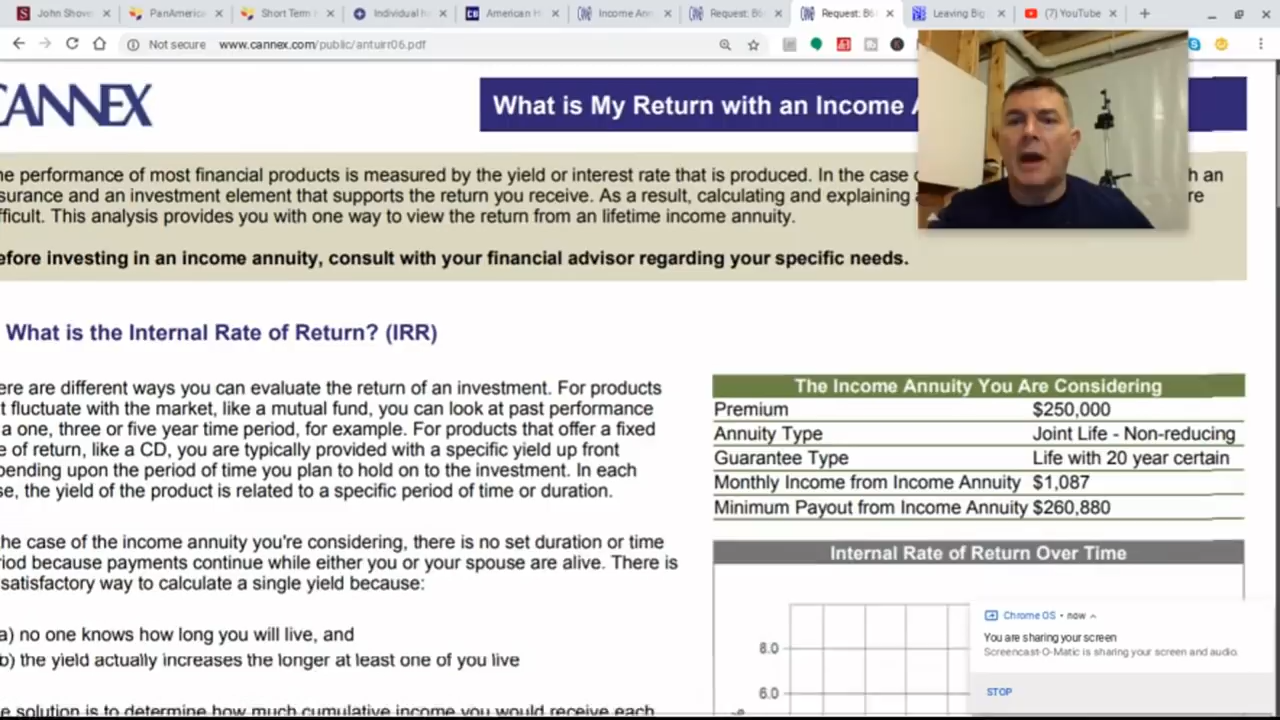 John Shove
PanAmerica
Short Term
Individual h
American H
Income Ann
Request: B6
Request: B6
Leaving Big
(7) YouTube
Not secure www.cannex.com/public/antuirr06.pdf
CANNEX
What is My Return with an Income
he performance of most financial products is measured by the yield or interest rate that is produced. In the case
h an
surance and an investment element that supports the return you receive. As a result, calculating and explaining
re
fficult. This analysis provides you with one way to view the return from an lifetime income annuity.
efore investing in an income annuity, consult with your financial advisor regarding your specific needs.
What is the Internal Rate of Return? (IRR)
ere are different ways you can evaluate the return of an investment. For products
t fluctuate with the market, like a mutual fund, you can look at past performance
a one, three or five year time period, for example. For products that offer a fixed
e of return, like a CD, you are typically provided with a specific yield up front
pending upon the period of time you plan to hold on to the investment. In each
se, the yield of the product is related to a specific period of time or duration.
the case of the income annuity you're considering, there is no set duration or time
riod because payments continue while either you or your spouse are alive. There is
satisfactory way to calculate a single yield because:
a) no one knows how long you will live, and
b) the yield actually increases the longer at least one of you live
e solution is to determine how much cumulative income you would receive each
The Income Annuity You Are Considering
Premium $250,000
Annuity Type Joint Life - Non-reducing
Guarantee Type Life with 20 year certain
Monthly Income from Income Annuity $1,087
Minimum Payout from Income Annuity $260,880
Internal Rate of Return Over Time
8.0
6.0
Chrome OS • now
You are sharing your screen
Screencast-O-Matic is sharing your screen and audio.
STOP